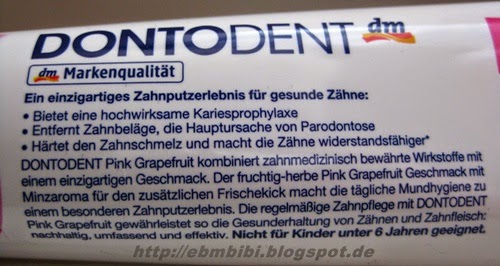 DONTODENT dm
dm Markenqualität
Ein einzigartiges Zahnputzerlebnis für gesunde Zähne:
• Bietet eine hochwirksame Kariesprophylaxe
• Entfernt Zahnbeläge, die Hauptursache von Parodontose
• Härtet den Zahnschmelz und macht die Zähne widerstandsfähiger*
DONTODENT Pink Grapefruit kombiniert zahnmedizinisch bewährte Wirkstoffe mit
einem einzigartigen Geschmack. Der fruchtig-herbe Pink Grapefruit Geschmack mit
Minzaroma für den zusätzlichen Frischekick macht die tägliche Mundhygiene zu
einem besonderen Zahnputzerlebnis. Die regelmäßige Zahnpflege mit DONTODENT
Pink Grapefruit gewährleistet so die Gesunderhaltung von Zähnen und Zahnfleisch:
nachhaltig, umfassend und effektiv. Nicht für Kinder unter 6 Jahren geeignet.
http://ebmbibi.blogspot.de